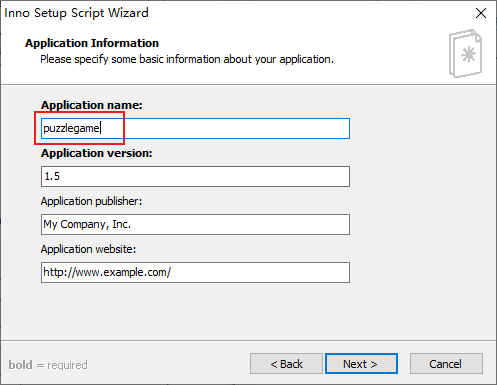 Inno Setup Script Wizard
Application Information
Please specify some basic information about your application.
Application name:
puzzlegame
Application version:
1.5
Application publisher:
My Company, Inc.
Application website:
http://www.example.com/
bold = required
< Back
Next >
Cancel